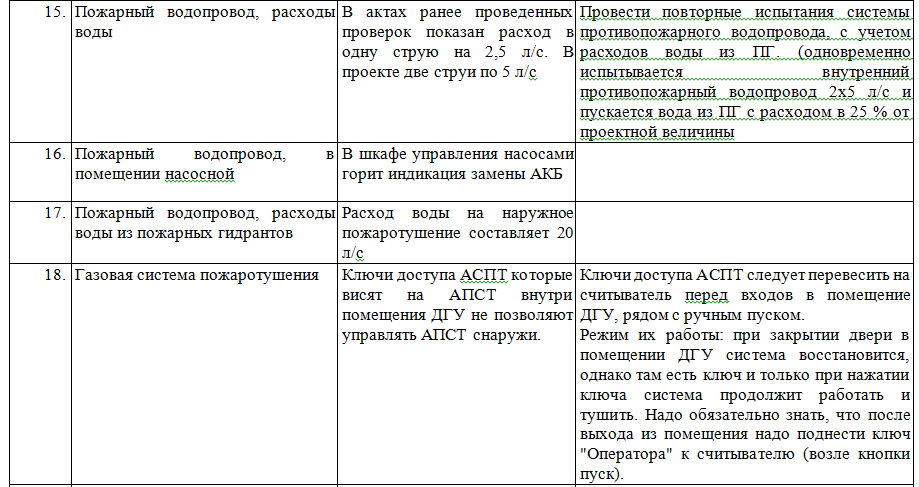 15. Пожарный водопровод, расходы
воды
В актах ранее проведенных
проверок показан расход в
одну струю на 2,5 л/с. В
проекте две струи по 5 л/с
Провести повторные испытания системы
противопожарного водопровода, с учетом
расходов воды из ПГ. (одновременно
испытывается внутренний
противопожарный водопровод 2х5 л/с и
пускается вода из ПГ с расходом в 25 % от
проектной величины
16. Пожарный водопровод, в
помещении насосной
В шкафе управления насосами
горит индикация замены АКБ
17. Пожарный водопровод, расходы
воды из пожарных гидрантов
Расход воды на наружное
пожаротушение составляет 20
л/с
18. Газовая система пожаротушения
Ключи доступа АСПТ которые
висят на АПСТ внутри
помещения ДГУ не позволяют
управлять АПСТ снаружи.
Ключи доступа АСПТ следует перевесить на
считыватель перед входов в помещение
ДГУ, рядом с ручным пуском.
Режим их работы: при закрытии двери в
помещении ДГУ система восстановится,
однако там есть ключ и только при нажатии
ключа система продолжит работать и
тушить. Надо обязательно знать, что после
выхода из помещения надо поднести ключ
"Оператора" к считывателю (возле кнопки
пуск).